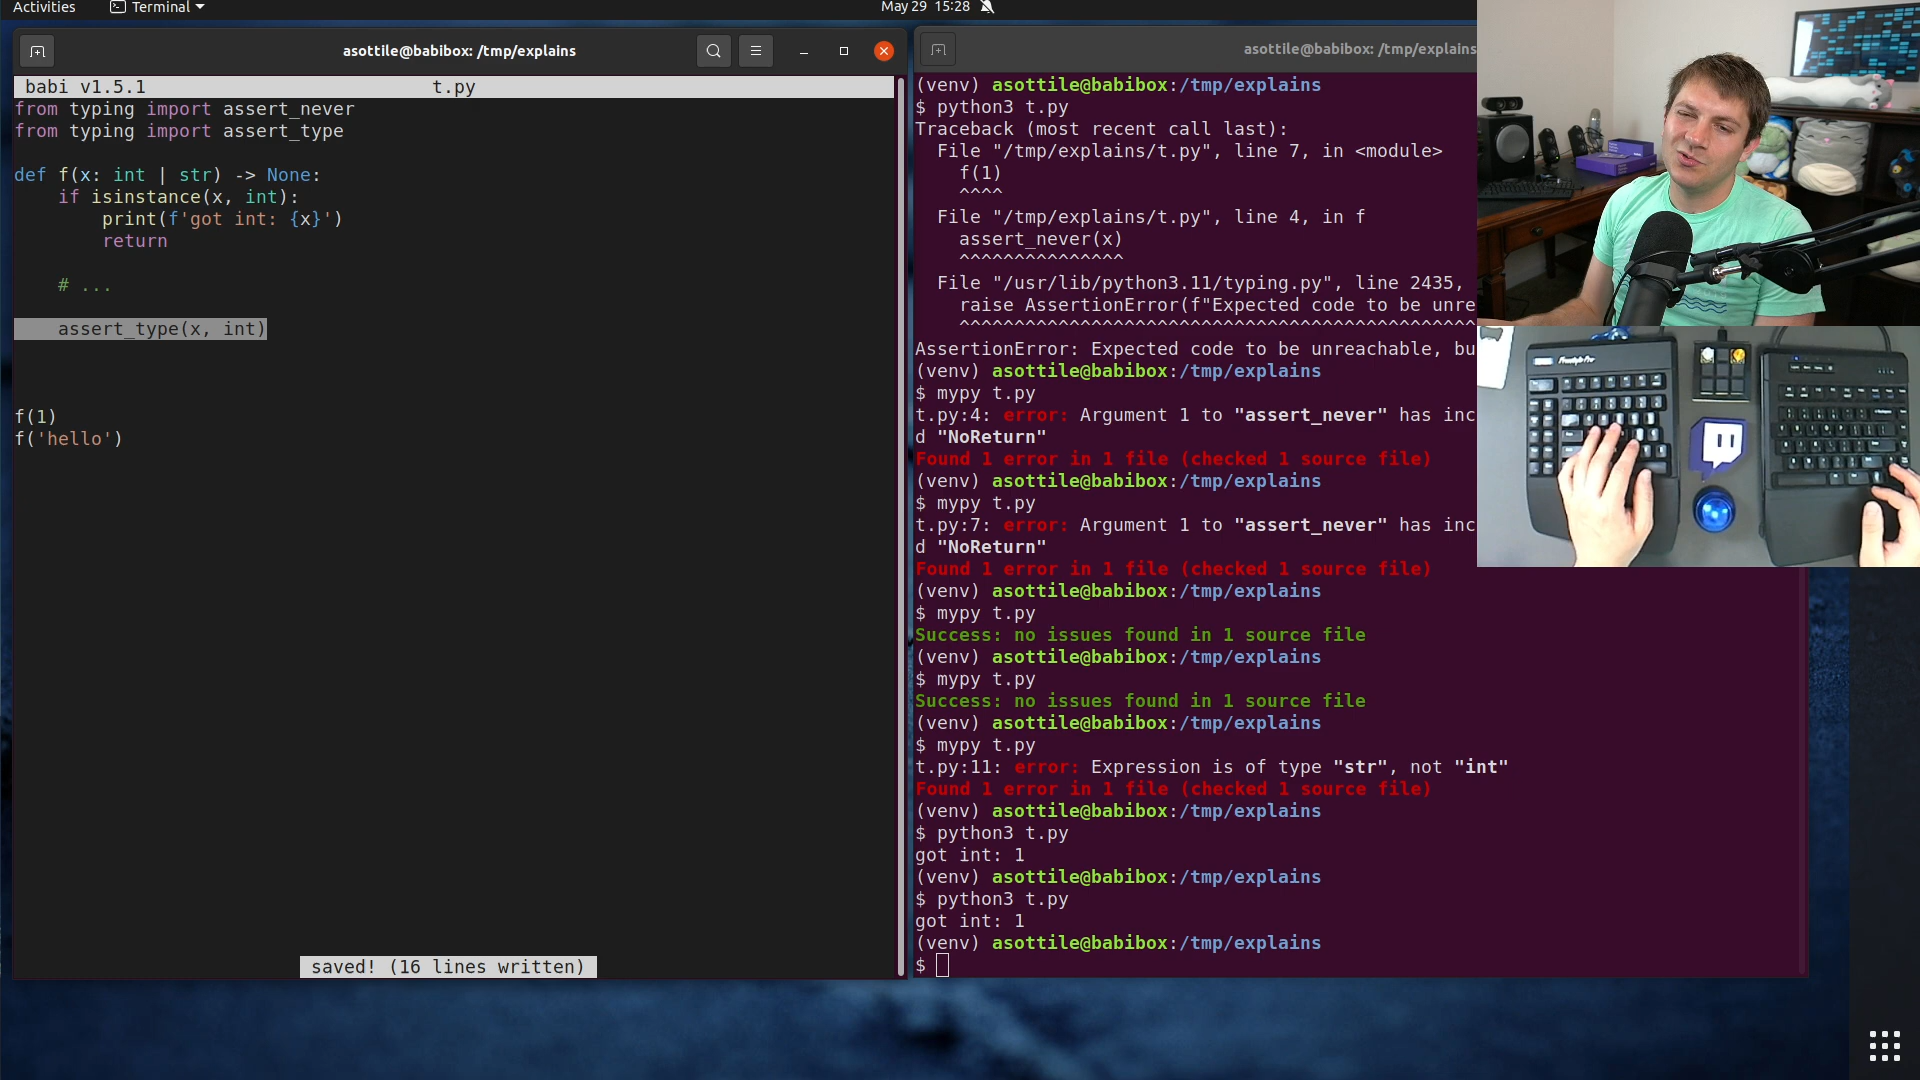 Activities
Terminal
May 29 15:28
asottile@babibox: /tmp/explains
babi v1.5.1 t.py
from typing import assert_never
from typing import assert_type
def f(x: int | str) -> None:
if isinstance(x, int):
print(f'got int: {x}')
return
# ...
assert_type(x, int)
f(1)
f('hello')
saved! (16 lines written)
asottile@babibox: /tmp/explains
(venv) asottile@babibox:/tmp/explains
$ python3 t.py
Traceback (most recent call last):
File "/tmp/explains/t.py", line 7, in <module>
f(1)
^^^^
File "/tmp/explains/t.py", line 4, in f
assert_never(x)
^^^^^^^^^^^^^^^
File "/usr/lib/python3.11/typing.py", line 2435,
raise AssertionError(f"Expected code to be unre
^^^^^^^^^^^^^^^^^^^^^^^^^^^^^^^^^^^^^^^^^^^^^^^
AssertionError: Expected code to be unreachable, bu
(venv) asottile@babibox:/tmp/explains
$ mypy t.py
t.py:4: error: Argument 1 to "assert_never" has inc
d "NoReturn"
Found 1 error in 1 file (checked 1 source file)
(venv) asottile@babibox:/tmp/explains
$ mypy t.py
t.py:7: error: Argument 1 to "assert_never" has inc
d "NoReturn"
Found 1 error in 1 file (checked 1 source file)
(venv) asottile@babibox:/tmp/explains
$ mypy t.py
Success: no issues found in 1 source file
(venv) asottile@babibox:/tmp/explains
$ mypy t.py
Success: no issues found in 1 source file
(venv) asottile@babibox:/tmp/explains
$ mypy t.py
t.py:11: error: Expression is of type "str", not "int"
Found 1 error in 1 file (checked 1 source file)
(venv) asottile@babibox:/tmp/explains
$ python3 t.py
got int: 1
(venv) asottile@babibox:/tmp/explains
$ python3 t.py
got int: 1
(venv) asottile@babibox:/tmp/explains
$
Freestyle Pro